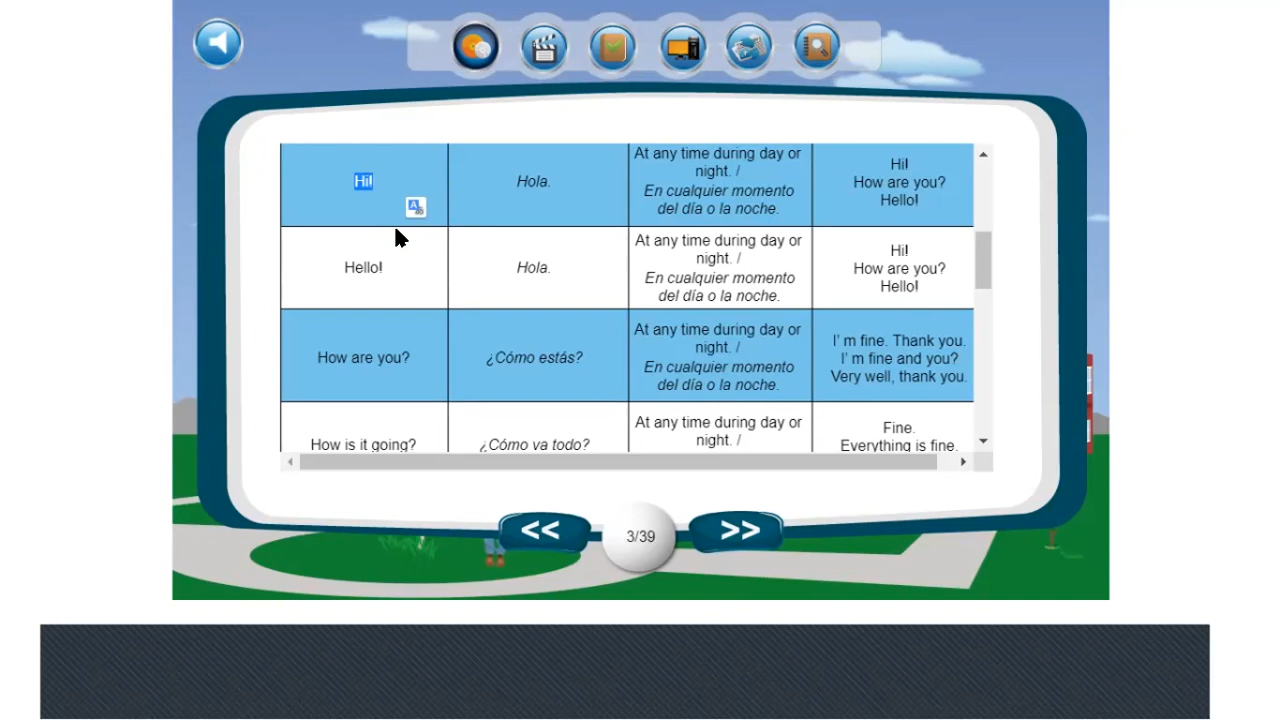 Hi!
Hola.
At any time during day or
night. /
En cualquier momento
del día o la noche.
Hi!
How are you?
Hello!
Hello!
Hola.
At any time during day or
night. /
En cualquier momento
del día o la noche.
Hi!
How are you?
Hello!
How are you?
¿Cómo estás?
At any time during day or
night. /
En cualquier momento
del día o la noche.
I' m fine. Thank you.
I' m fine and you?
Very well, thank you.
How is it going?
¿Cómo va todo?
At any time during day or
night. /
Fine.
Everything is fine.
<< 3/39 >>